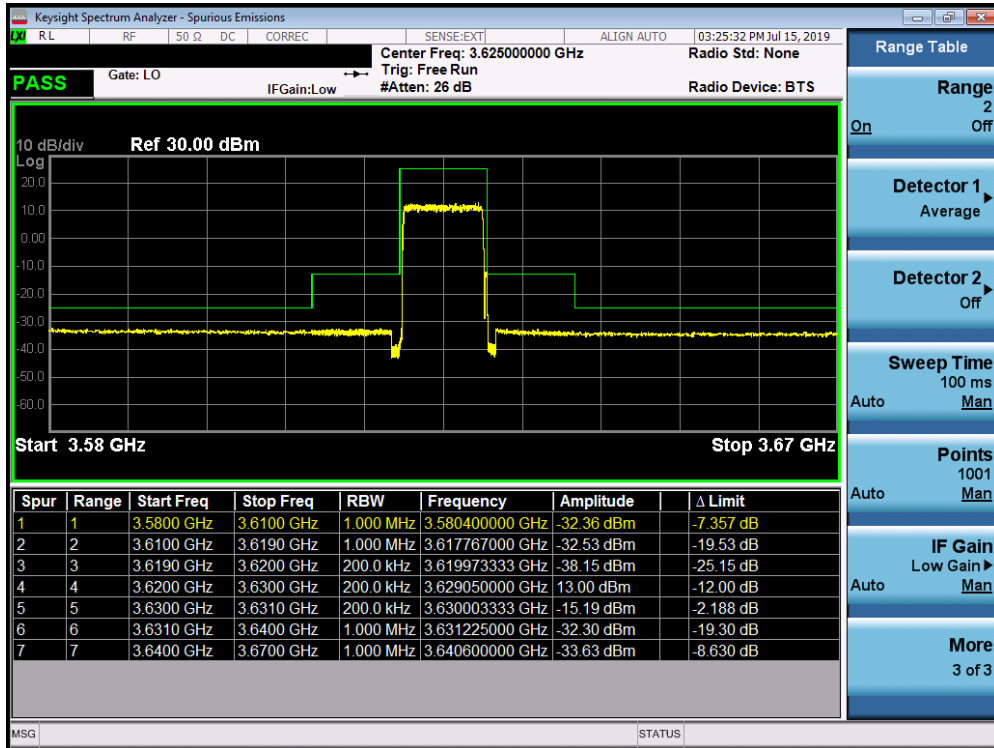 Keysight Spectrum Analyzer - Spurious Emissions
LXI RL RF 50 Ω DC CORREC SENSE:EXT ALIGN AUTO 03:25:32 PM Jul 15, 2019
Center Freq: 3.625000000 GHz Radio Std: None
PASS Gate: LO Trig: Free Run
IFGain:Low #Atten: 26 dB Radio Device: BTS
10 dB/div Ref 30.00 dBm
Log
20.0
10.0
0.00
-10.0
-20.0
-30.0
-40.0
-50.0
-60.0
Start 3.58 GHz Stop 3.67 GHz
Spur Range Start Freq Stop Freq RBW Frequency Amplitude Δ Limit
1 1 3.5800 GHz 3.6100 GHz 1.000 MHz 3.580400000 GHz -32.36 dBm -7.357 dB
2 2 3.6100 GHz 3.6190 GHz 1.000 MHz 3.617767000 GHz -32.53 dBm -19.53 dB
3 3 3.6190 GHz 3.6200 GHz 200.0 kHz 3.619973333 GHz -38.15 dBm -25.15 dB
4 4 3.6200 GHz 3.6300 GHz 200.0 kHz 3.629050000 GHz 13.00 dBm -12.00 dB
5 5 3.6300 GHz 3.6310 GHz 200.0 kHz 3.630003333 GHz -15.19 dBm -2.188 dB
6 6 3.6310 GHz 3.6400 GHz 1.000 MHz 3.631225000 GHz -32.30 dBm -19.30 dB
7 7 3.6400 GHz 3.6700 GHz 1.000 MHz 3.640600000 GHz -33.63 dBm -8.630 dB
MSG STATUS
Range Table
Range
2
On Off
Detector 1
Average
Detector 2
Off
Sweep Time
100 ms
Auto Man
Points
1001
Auto Man
IF Gain
Low Gain
Auto Man
More
3 of 3